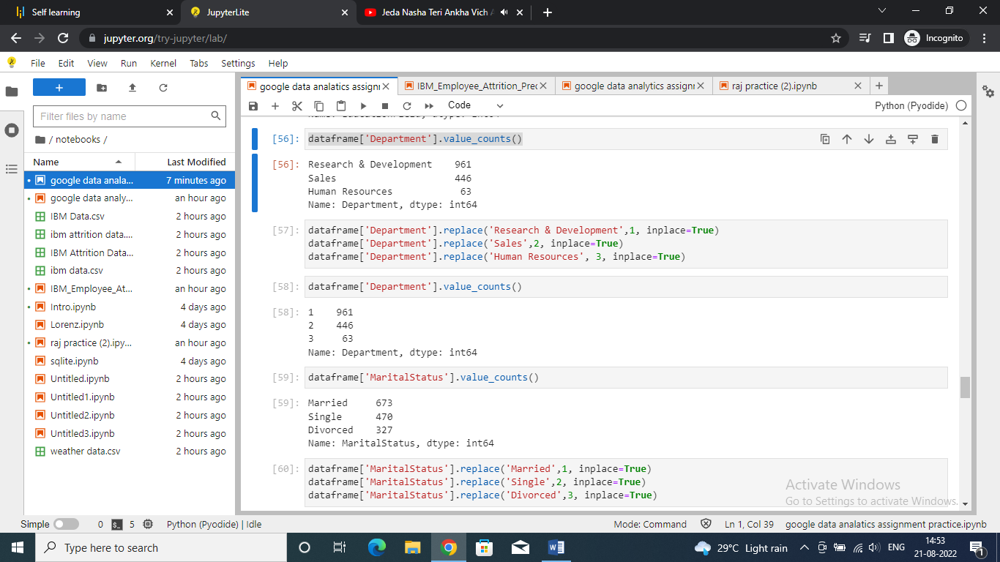 Self learning
JupyterLite
Jeda Nasha Teri Ankha Vich
jupyter.org/try-jupyter/lab/
Incognito
File Edit View Run Kernel Tabs Settings Help
google data analatics assignı
IBM_Employee_Attrition_Prec
google data analytics assignı
raj practice (2).ipynb
Filter files by name
Code
Python (Pyodide)
/ notebooks /
Name Last Modified
google data anala... 7 minutes ago
google data analy... an hour ago
IBM Data.csv 2 hours ago
ibm attrition data.... 2 hours ago
IBM Attrition Data... 2 hours ago
ibm data.csv 2 hours ago
IBM_Employee_At... an hour ago
Intro.ipynb 4 days ago
Lorenz.ipynb 4 days ago
raj practice (2).ipy... an hour ago
sqlite.ipynb 4 days ago
Untitled.ipynb 2 hours ago
Untitled1.ipynb 2 hours ago
Untitled2.ipynb 2 hours ago
Untitled3.ipynb 2 hours ago
weather data.csv 2 hours ago
[56]: dataframe['Department'].value_counts()
[56]: Research & Development 961
Sales 446
Human Resources 63
Name: Department, dtype: int64
[57]: dataframe['Department'].replace('Research & Development',1, inplace=True)
dataframe['Department'].replace('Sales',2, inplace=True)
dataframe['Department'].replace('Human Resources', 3, inplace=True)
[58]: dataframe['Department'].value_counts()
[58]: 1 961
2 446
3 63
Name: Department, dtype: int64
[59]: dataframe['MaritalStatus'].value_counts()
[59]: Married 673
Single 470
Divorced 327
Name: MaritalStatus, dtype: int64
[60]: dataframe['MaritalStatus'].replace('Married',1, inplace=True)
dataframe['MaritalStatus'].replace('Single',2, inplace=True)
dataframe['MaritalStatus'].replace('Divorced',3, inplace=True)
Activate Windows
Go to Settings to activate Windows.
Simple 0 5 Python (Pyodide) | Idle
Mode: Command Ln 1, Col 39 google data analatics assignment practice.ipynb
Type here to search
29°C Light rain
ENG
14:53
21-08-2022
1